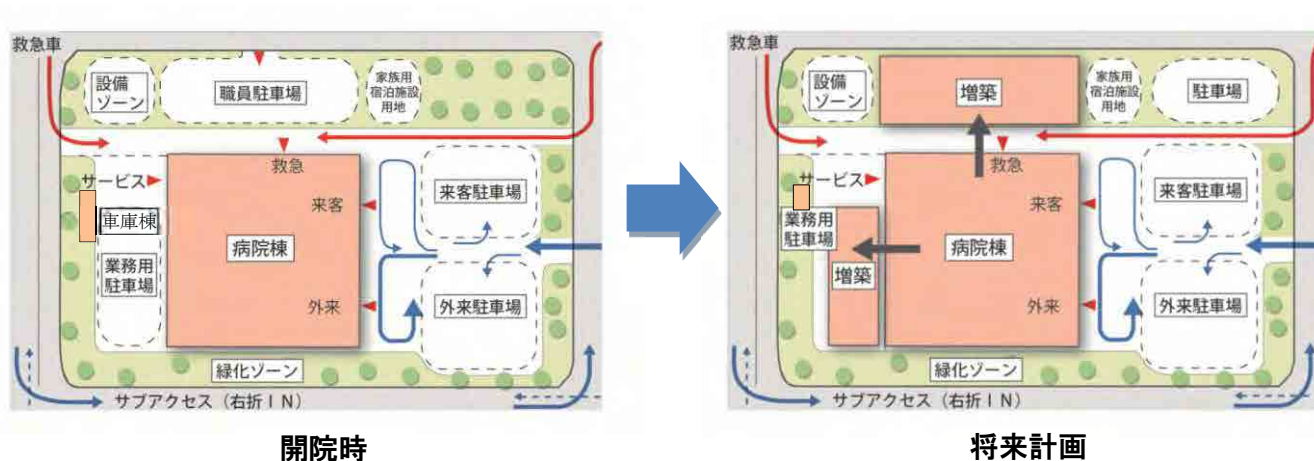 救急車
設備
ゾーン
職員駐車場
家族用
宿泊施設
用地
救急
サービス
来客
来客駐車場
車庫棟
病院棟
業務用
駐車場
外来
外来駐車場
緑化ゾーン
サブアクセス（右折ＩＮ）
開院時
救急車
設備
ゾーン
増築
家族用
宿泊施設
用地
駐車場
救急
サービス
来客
来客駐車場
業務用
駐車場
病院棟
増築
外来
外来駐車場
緑化ゾーン
サブアクセス（右折ＩＮ）
将来計画